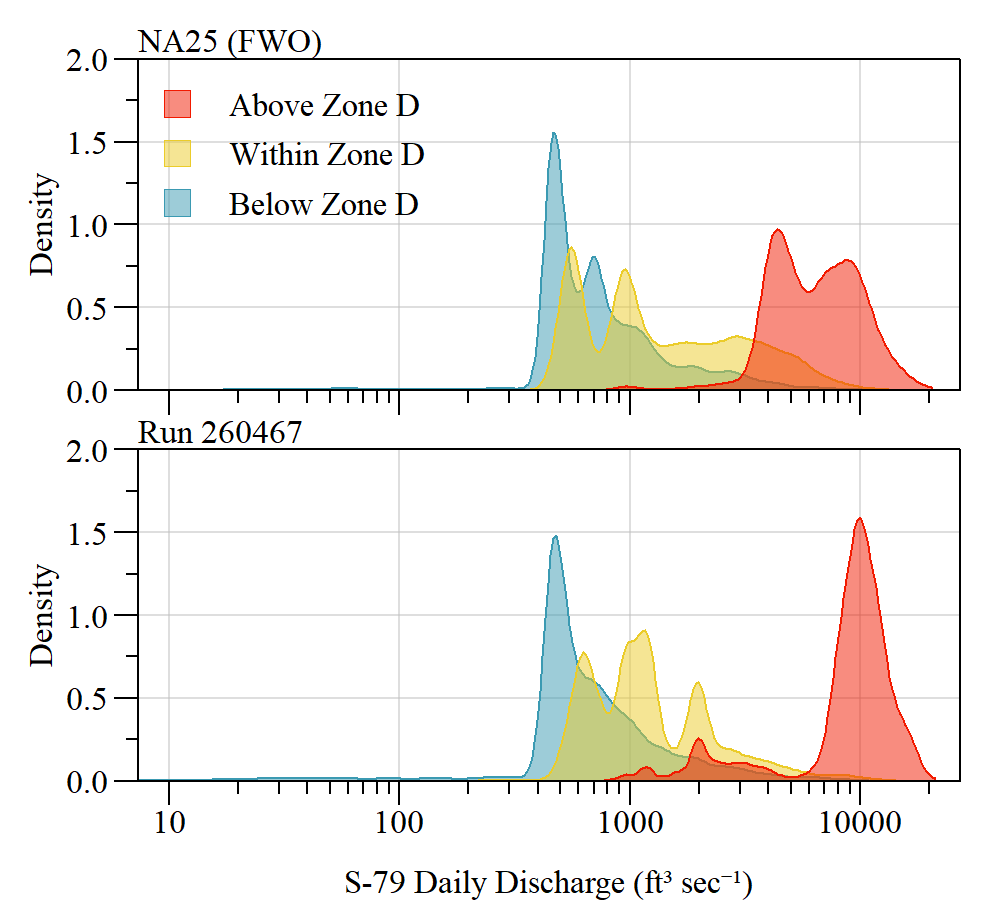 NA25 (FWO)
2.0
1.5
1.0
0.5
0.0
Density
Above Zone D
Within Zone D
Below Zone D
Run 260467
2.0
1.5
1.0
0.5
0.0
Density
10 100 1000 10000
S-79 Daily Discharge (ft³ sec⁻¹)